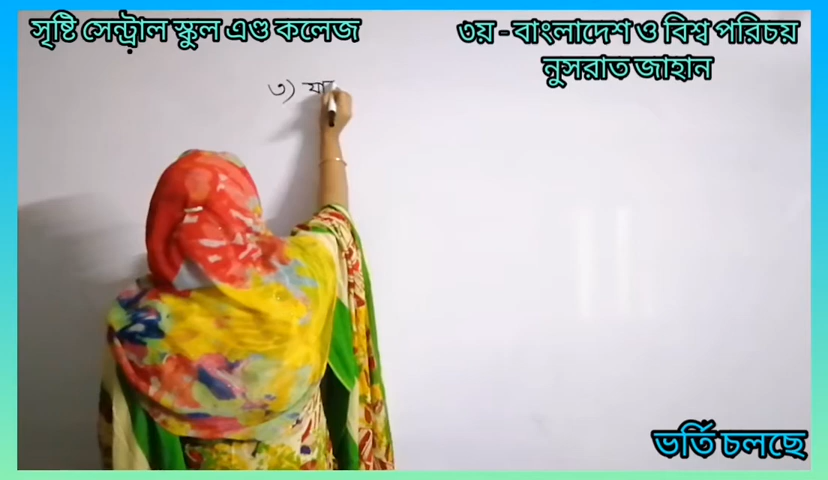 সৃষ্টি সেন্ট্রাল স্কুল এণ্ড কলেজ
৩য় - বাংলাদেশ ও বিশ্ব পরিচয়
নুসরাত জাহান
৩) যা
ভর্তি চলছে